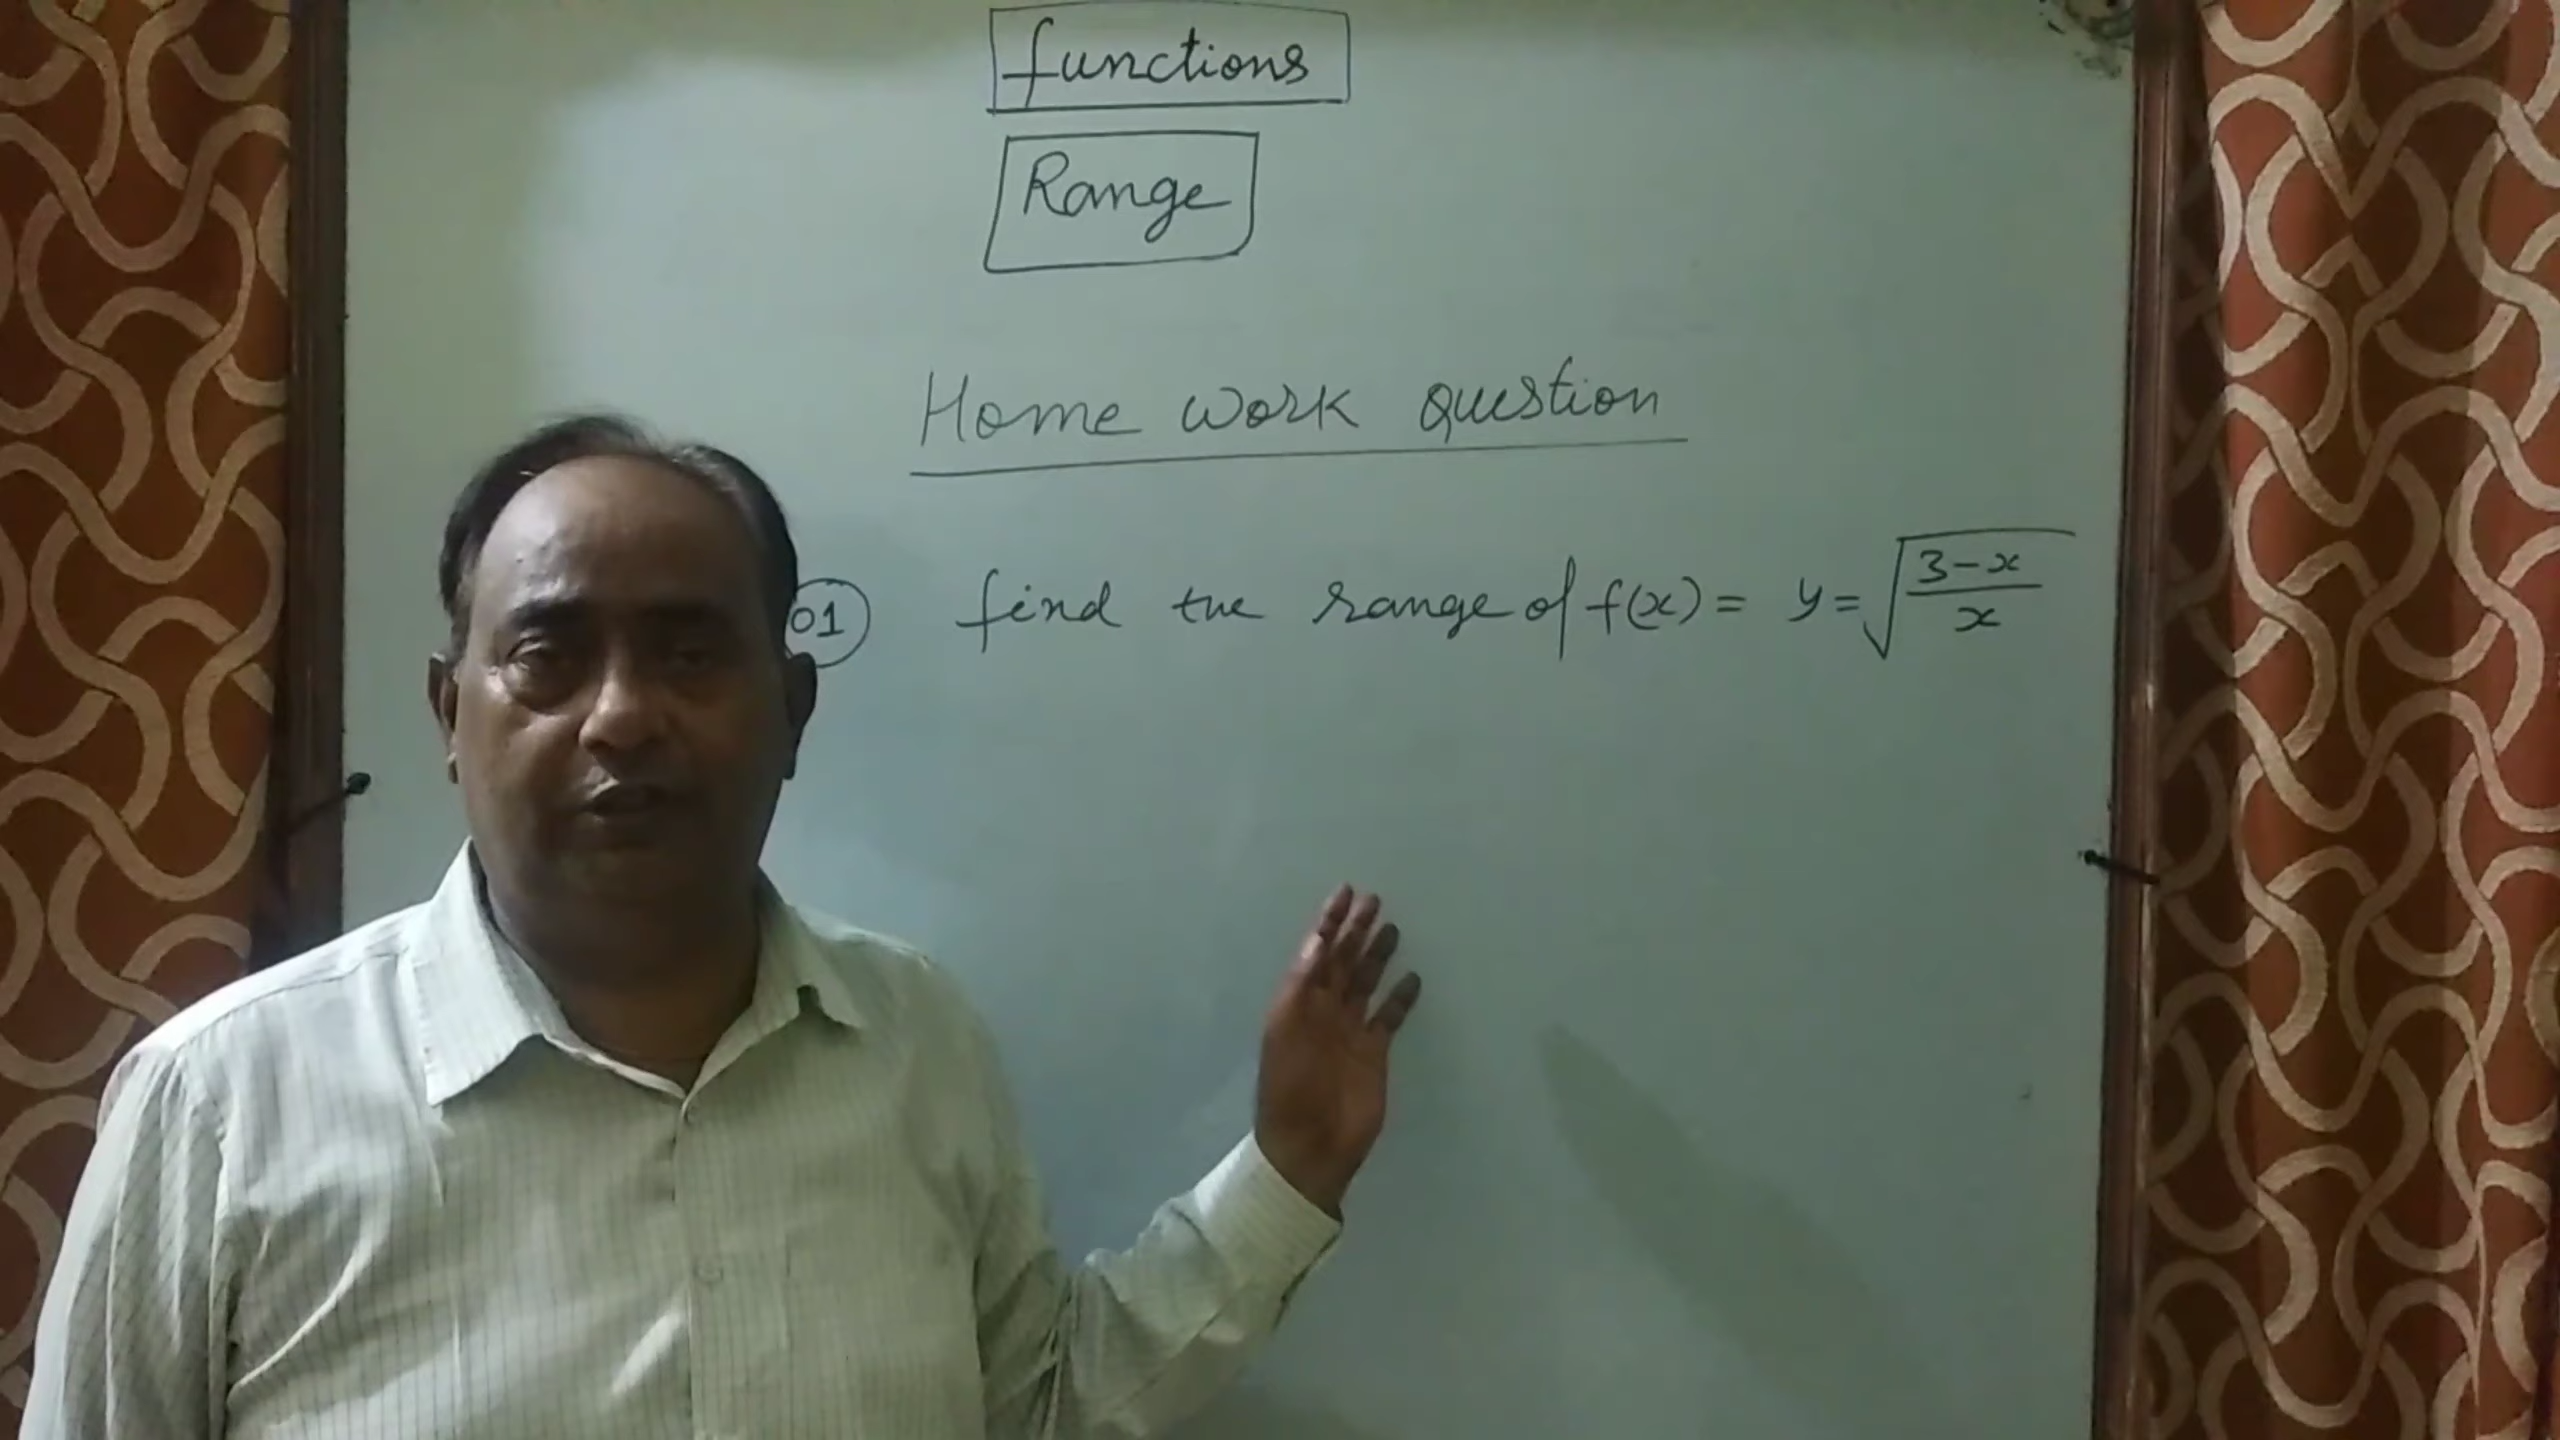 functions
Range
Home work question
01 find the range of f(x) = y = √((3-x)/x)